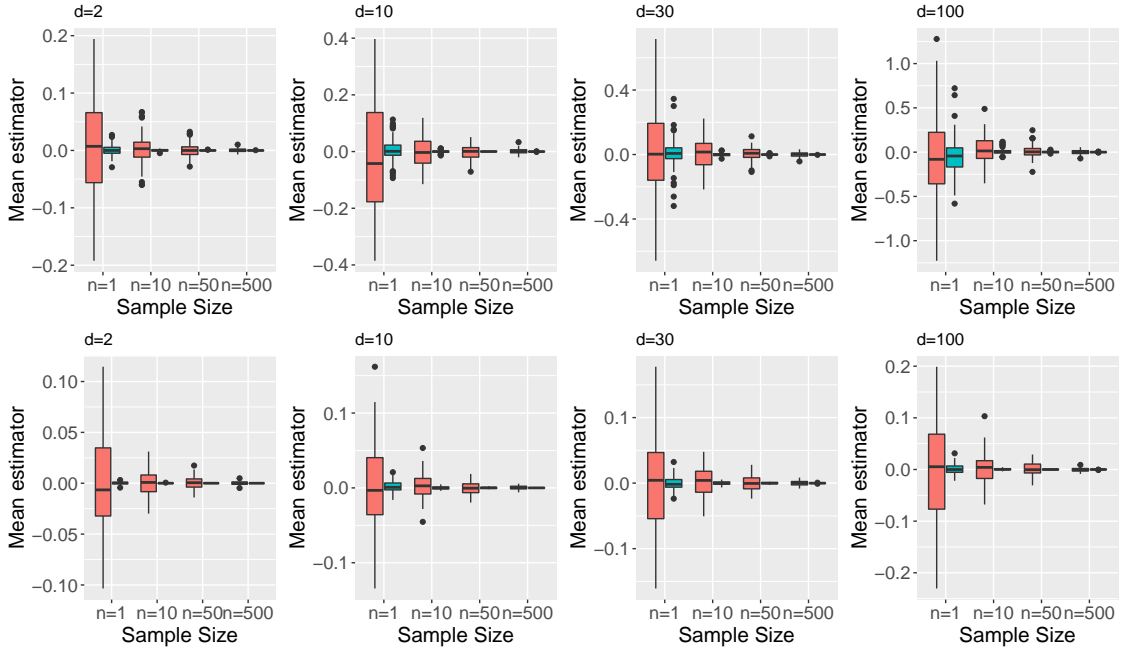 d=2
d=10
d=30
d=100
Mean estimator
0.2
0.1
0.0
−0.1
−0.2
n=1 n=10 n=50 n=500
Sample Size
Mean estimator
0.4
0.2
0.0
−0.2
−0.4
n=1 n=10 n=50 n=500
Sample Size
Mean estimator
0.4
0.0
−0.4
n=1 n=10 n=50 n=500
Sample Size
Mean estimator
1.0
0.5
0.0
−0.5
−1.0
n=1 n=10 n=50 n=500
Sample Size
d=2
d=10
d=30
d=100
Mean estimator
0.10
0.05
0.00
−0.05
−0.10
n=1 n=10 n=50 n=500
Sample Size
Mean estimator
0.1
0.0
−0.1
n=1 n=10 n=50 n=500
Sample Size
Mean estimator
0.1
0.0
−0.1
n=1 n=10 n=50 n=500
Sample Size
Mean estimator
0.2
0.1
0.0
−0.1
−0.2
n=1 n=10 n=50 n=500
Sample Size